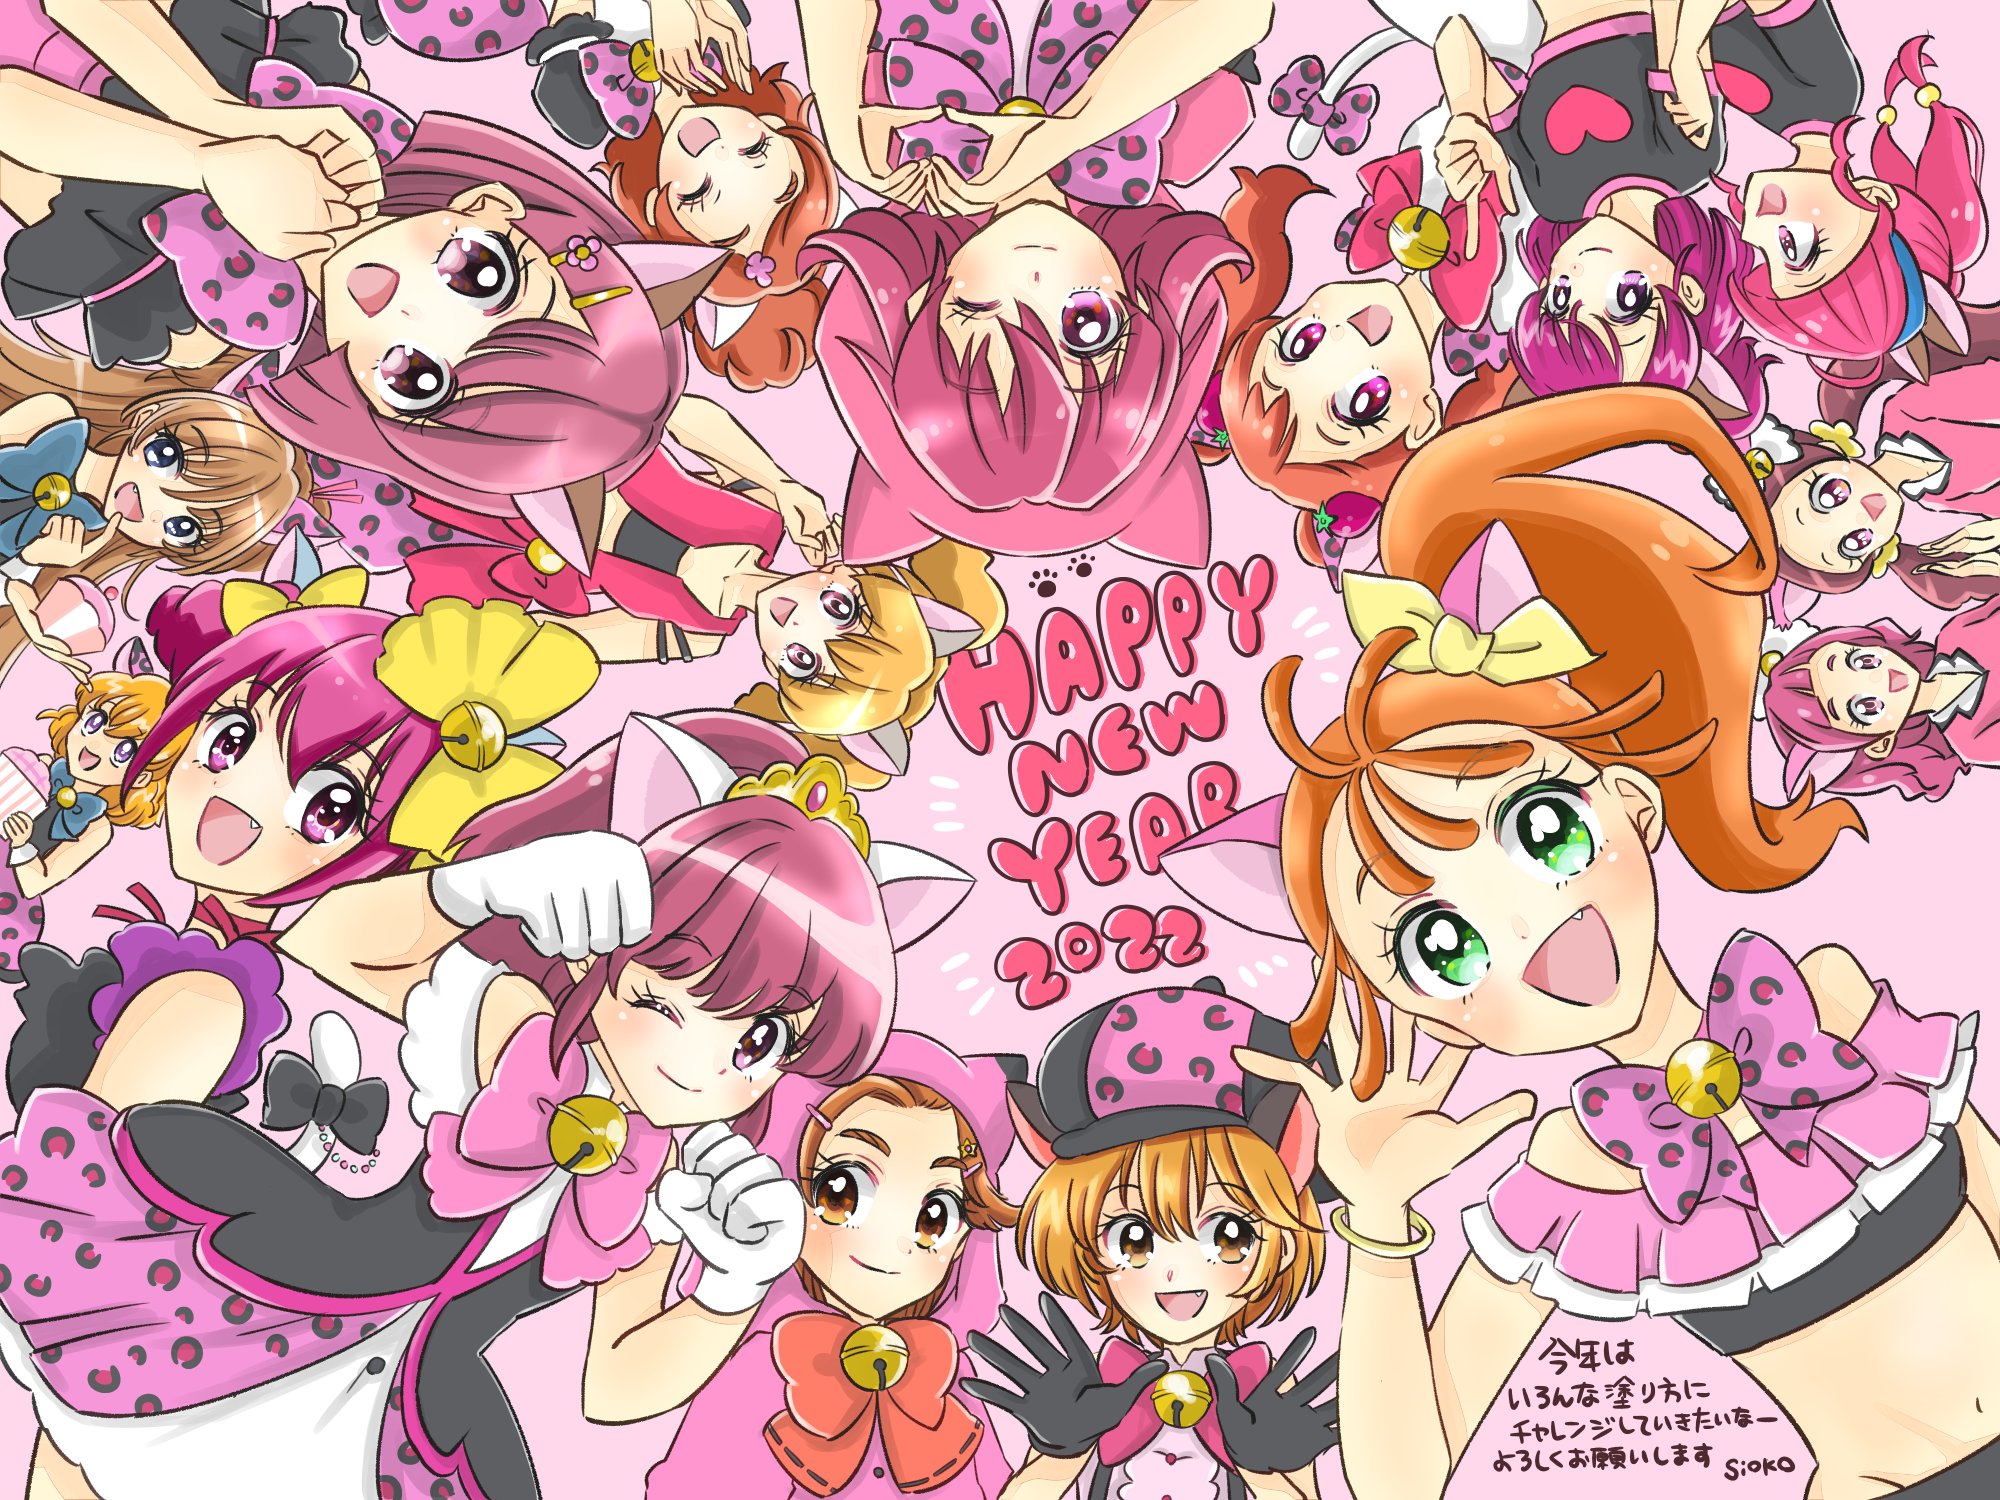 HAPPY
NEW
YEAR
2022
今年は
いろんな塗り方に
チャレンジしていきたいなー
よろしくお願いします
SiOKO